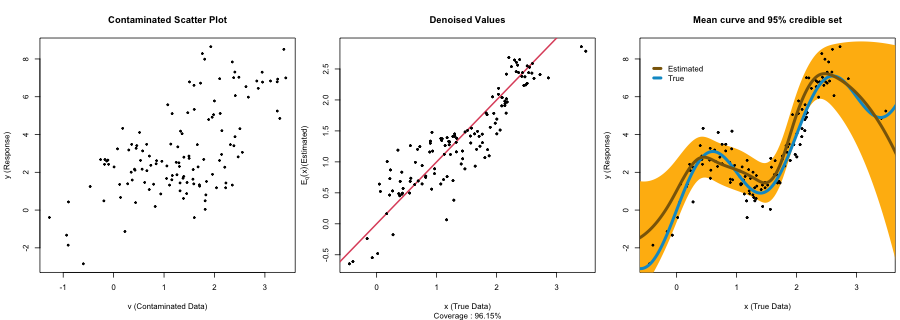 Contaminated Scatter Plot
y (Response)
8
6
4
2
0
-2
-1
0
1
2
3
v (Contaminated Data)
Denoised Values
E_n(x)(Estimated)
2.5
2.0
1.5
1.0
0.5
0.0
-0.5
0
1
2
3
x (True Data)
Coverage : 96.15%
Mean curve and 95% credible set
y (Response)
8
6
4
2
0
-2
Estimated
True
0
1
2
3
x (True Data)